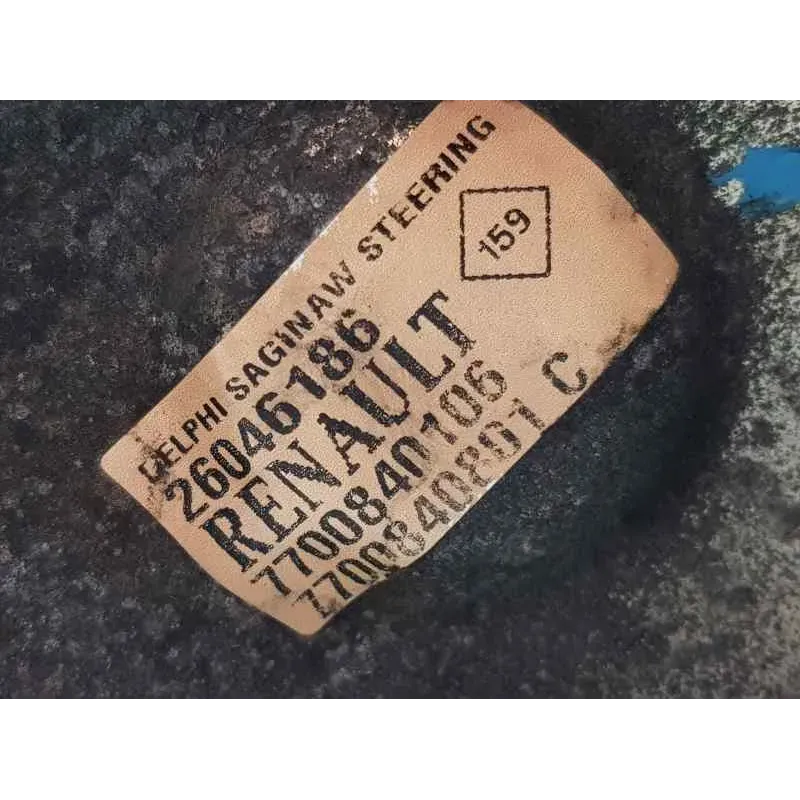 DELPHI SAGINAW STEERING
159
26046186
RENAULT
7700840106
7700840801 C